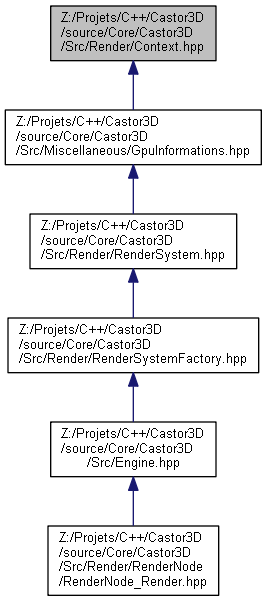 Z:/Projets/C++/Castor3D
/source/Core/Castor3D
/Src/Render/Context.hpp
Z:/Projets/C++/Castor3D
/source/Core/Castor3D
/Src/Miscellaneous/GpuInformations.hpp
Z:/Projets/C++/Castor3D
/source/Core/Castor3D
/Src/Render/RenderSystem.hpp
Z:/Projets/C++/Castor3D
/source/Core/Castor3D
/Src/Render/RenderSystemFactory.hpp
Z:/Projets/C++/Castor3D
/source/Core/Castor3D
/Src/Engine.hpp
Z:/Projets/C++/Castor3D
/source/Core/Castor3D
/Src/Render/RenderNode
/RenderNode_Render.hpp